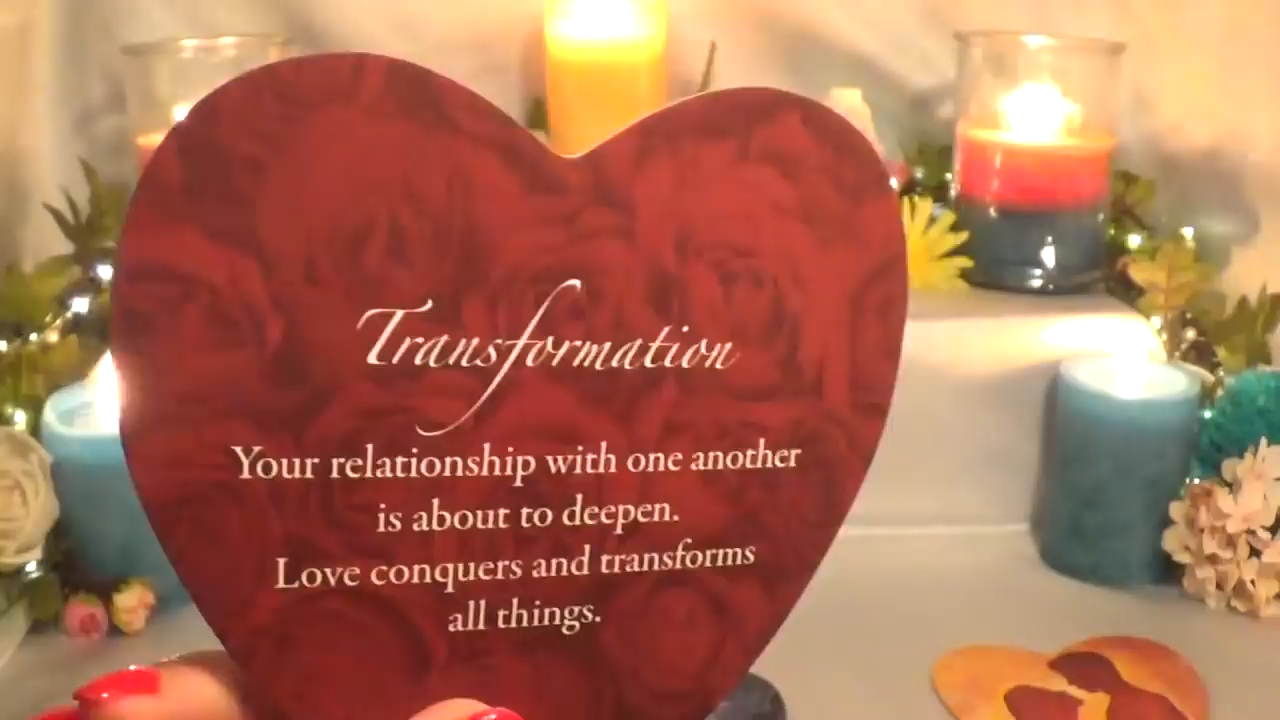 Transformation
Your relationship with one another
is about to deepen.
Love conquers and transforms
all things.